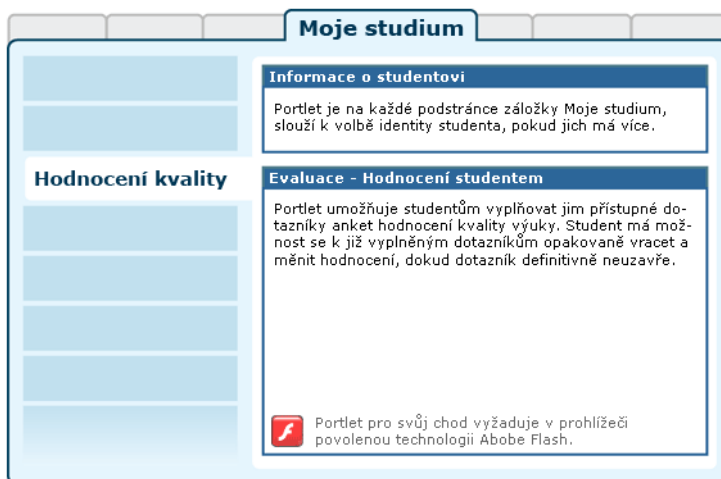 Moje studium
Informace o studentovi
Portlet je na každé podstránce záložky Moje studium,
slouží k volbě identity studenta, pokud jich má více.
Hodnocení kvality
Evaluace - Hodnocení studentem
Portlet umožňuje studentům vyplňovat jim přístupné do-
tazníky anket hodnocení kvality výuky. Student má mož-
nost se k již vyplněným dotazníkům opakovaně vracet a
měnit hodnocení, dokud dotazník definitivně neuzavře.
Portlet pro svůj chod vyžaduje v prohlížeči
povolenou technologii Abobe Flash.